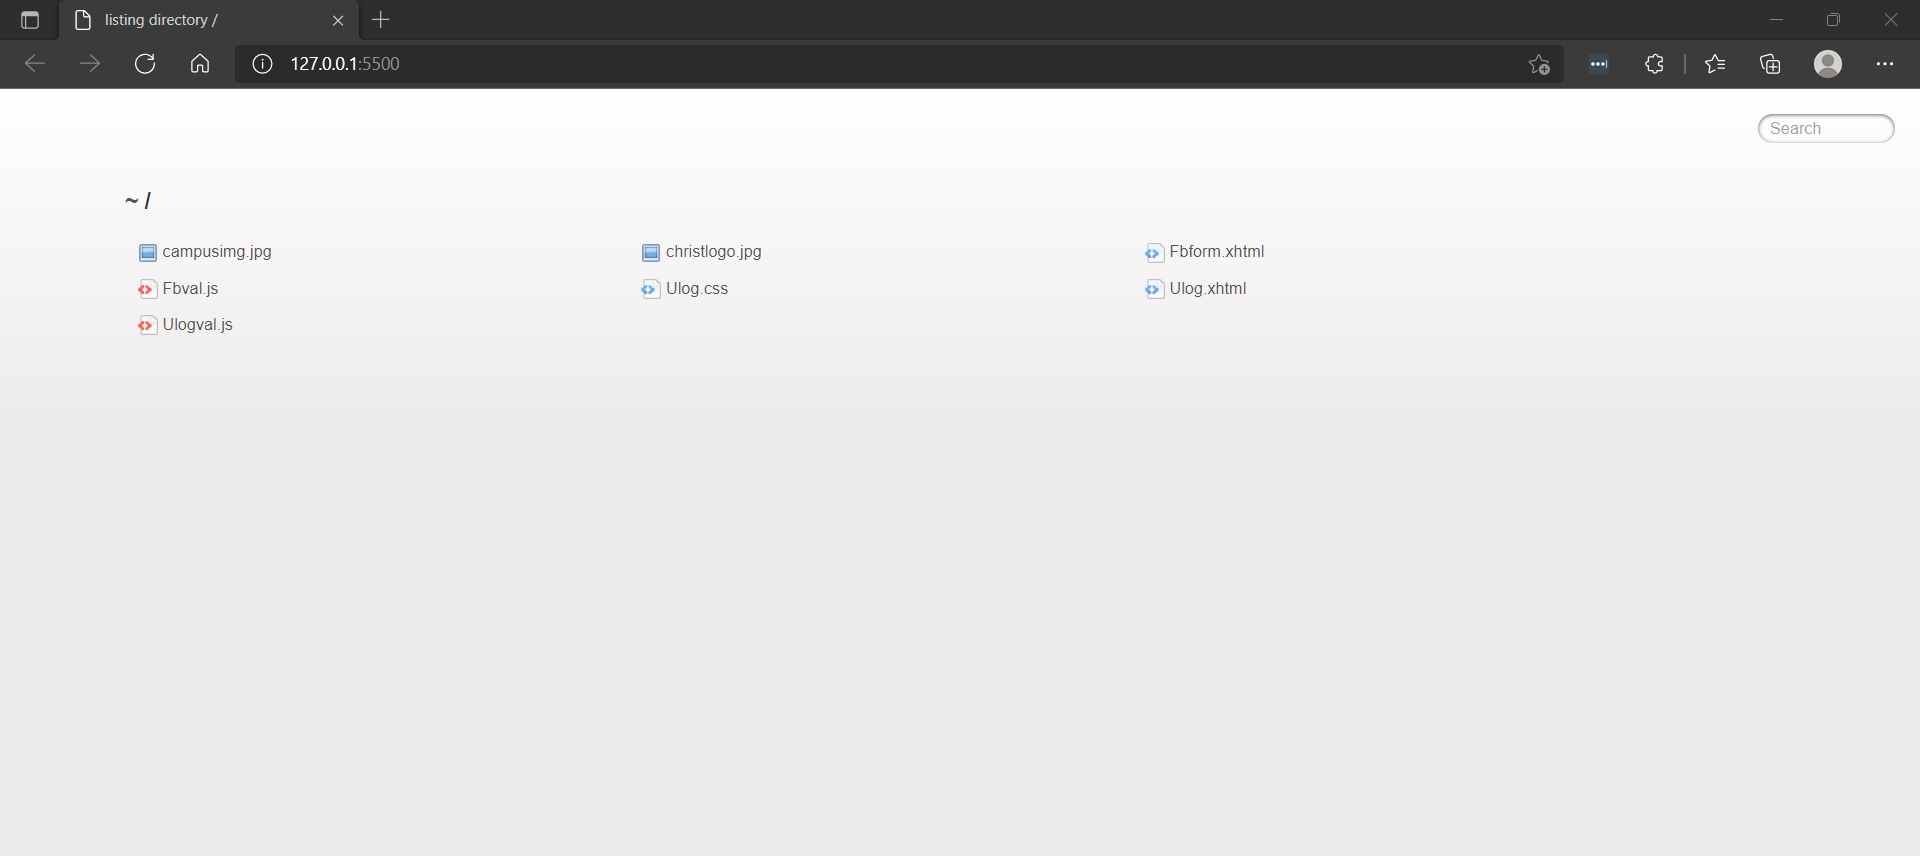 listing directory /
127.0.0.1:5500
Search
~ /
campusimg.jpg christlogo.jpg Fbform.xhtml
Fbval.js Ulog.css Ulog.xhtml
Ulogval.js